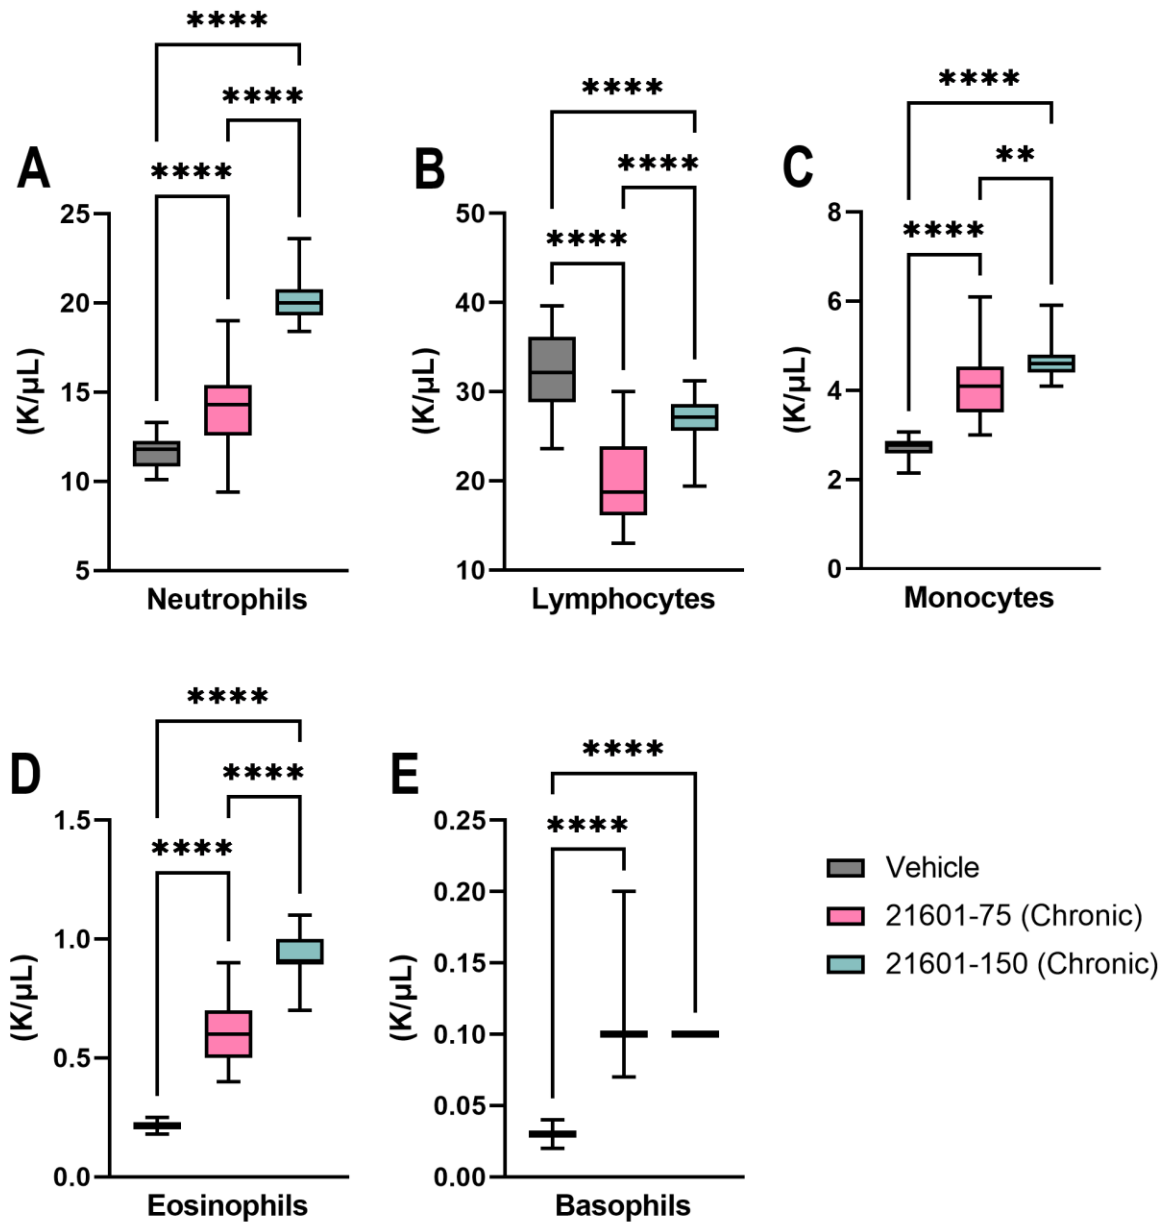 ****
****
A
****
25
20
15
10
5
(K/µL)
Neutrophils
****
****
B
****
50
40
30
20
10
(K/µL)
Lymphocytes
****
**
C
****
8
6
4
2
0
(K/µL)
Monocytes
****
****
D
****
1.5
1.0
0.5
0.0
(K/µL)
Eosinophils
****
E
****
0.25
0.20
0.15
0.10
0.05
0.00
(K/µL)
Basophils
Vehicle
21601-75 (Chronic)
21601-150 (Chronic)